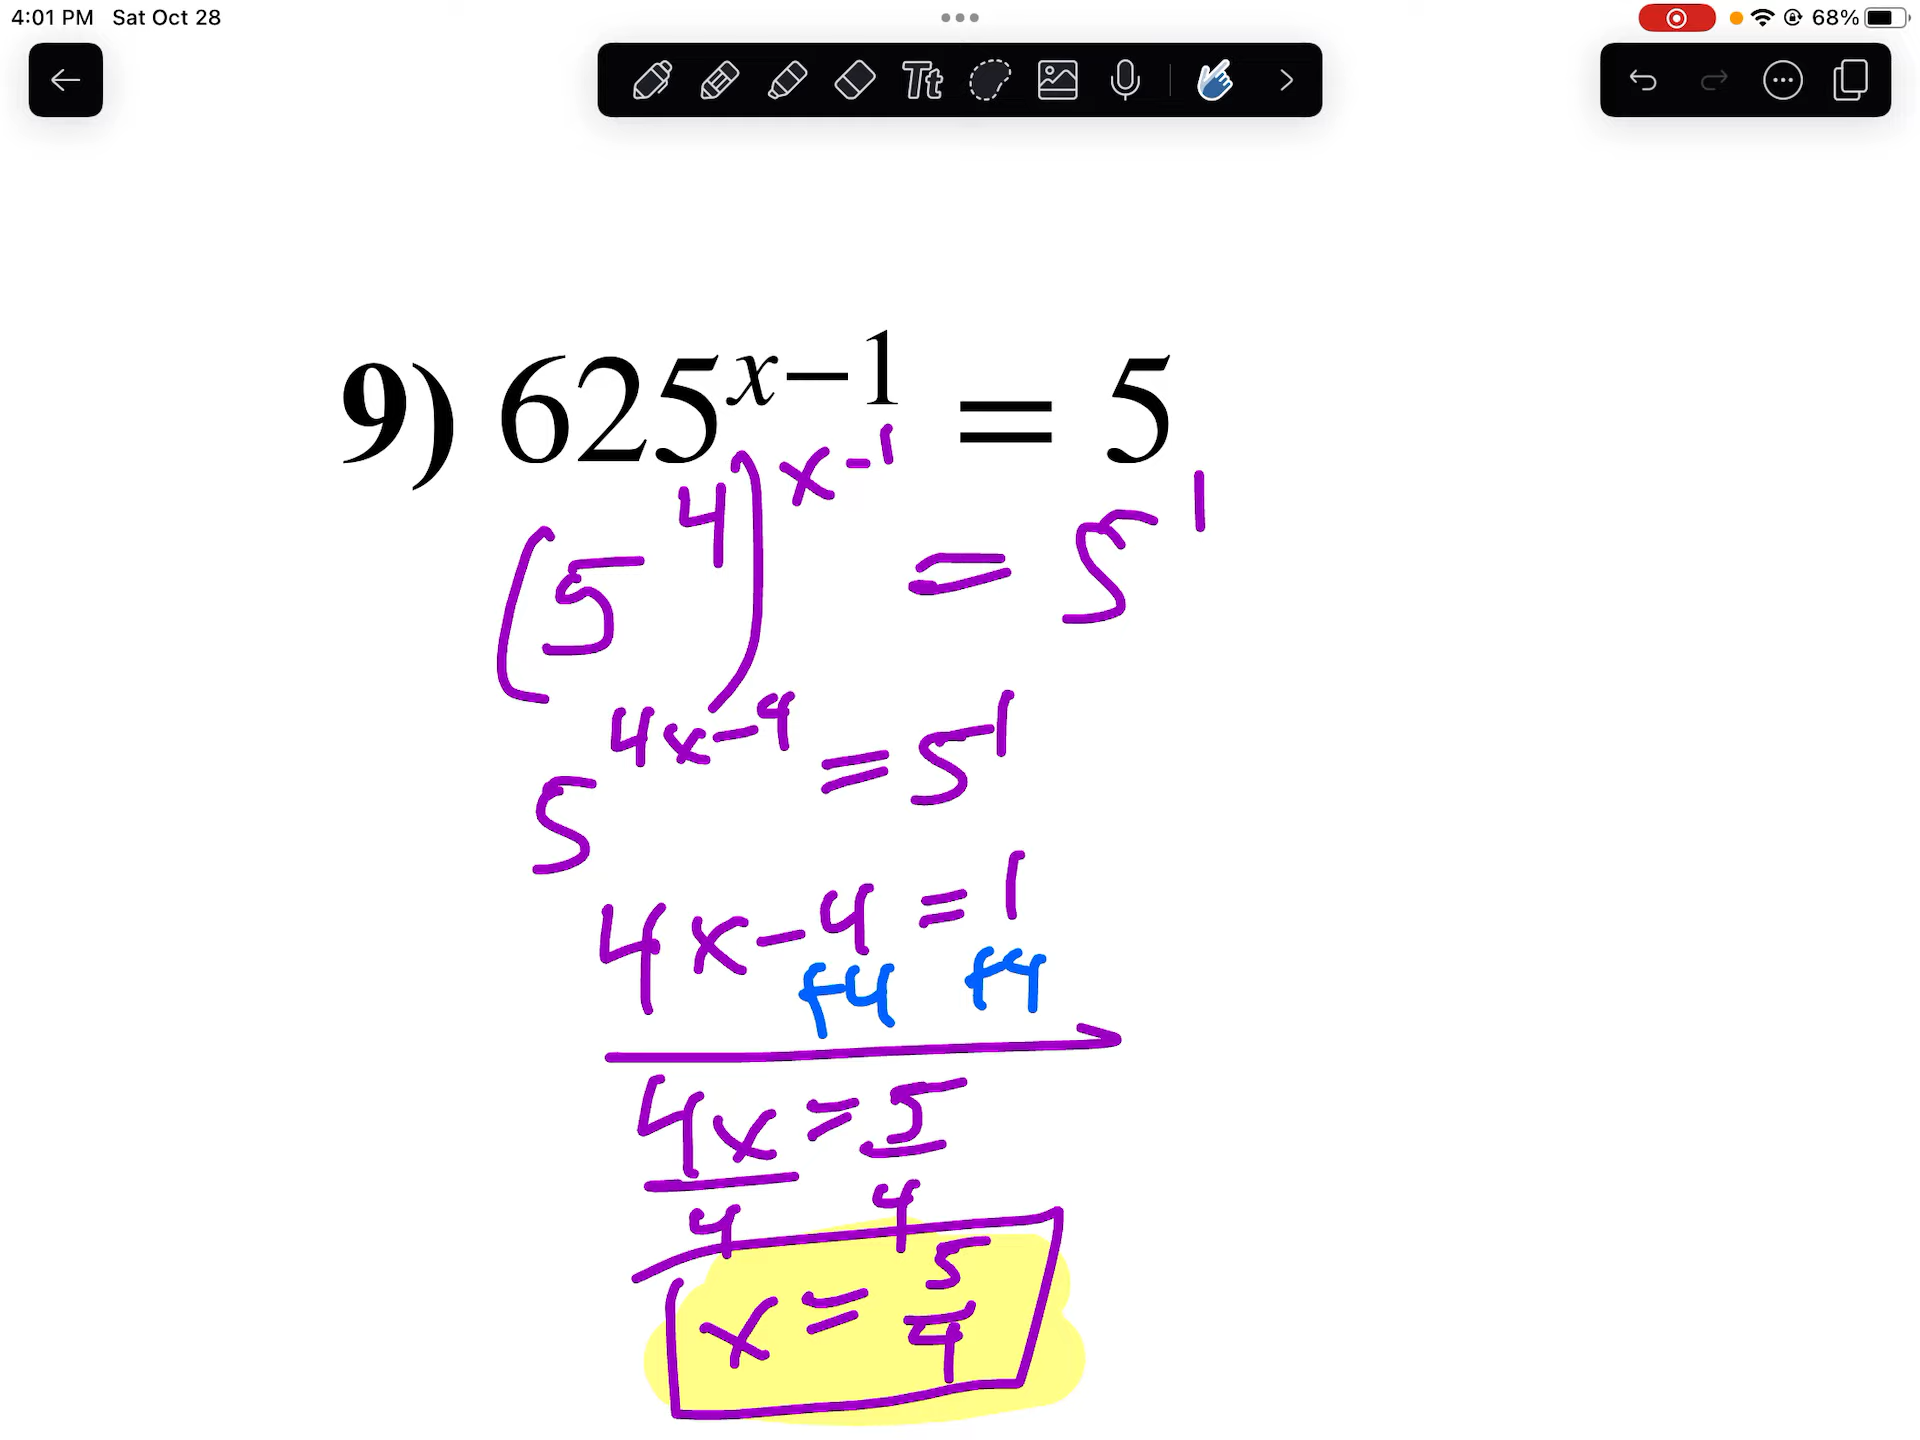 4:01 PM Sat Oct 28
68%
Tt
9) 625^{x-1} = 5
(5^4)^{x-1} = 5^1
5^{4x-4} = 5^1
4x-4=1
+4 +4
4x=5
4 4
x = 5/4